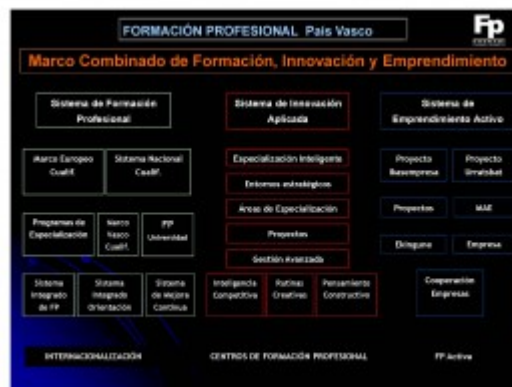 FORMACIÓN PROFESIONAL País Vasco
Fp
Marco Combinado de Formación, Innovación y Emprendimiento
Sistema de Formación
Profesional
Sistema de Innovación
Aplicada
Sistema de
Emprendimiento Activo
Marco Europeo
Cualif.
Sistema Nacional
Cualif.
Especialización Inteligente
Entornos estratégicos
Áreas de Especialización
Proyectos
Gestión Avanzada
Proyecto
Ikasenpresa
Proyecto
Urratsbat
Programas de
Especialización
Marco
Vasco
Cualif.
FP
Universidad
Proyectos
Ekingune
Empresa
Sistema
Integrado
de FP
Sistema
Integrado
Orientación
Sistema
de Mejora
Continua
Inteligencia
Competitiva
Rutinas
Creativas
Pensamiento
Constructivo
Cooperación
Empresas
INTERNACIONALIZACIÓN
CENTROS DE FORMACIÓN PROFESIONAL
FP Activa